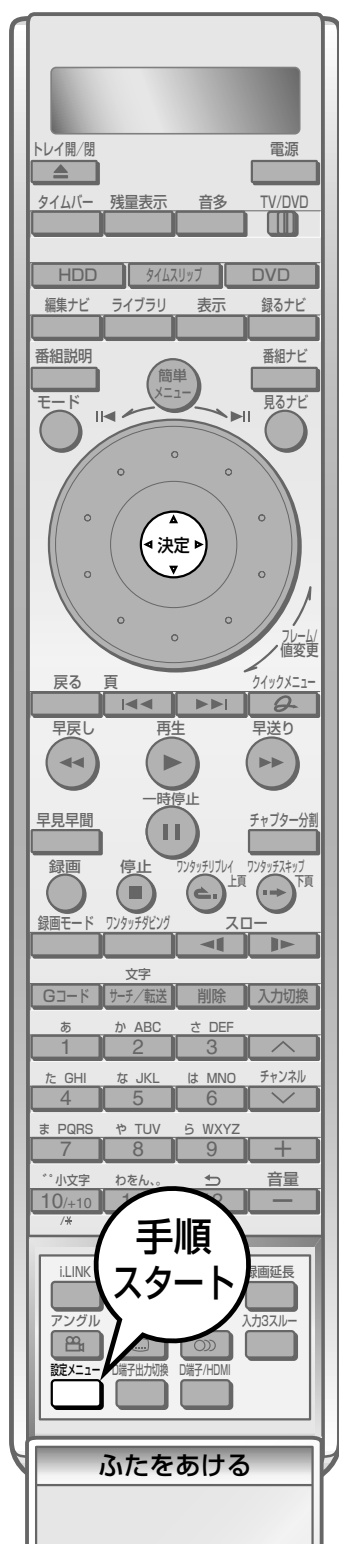 トレイ開/閉 電源
タイムバー 残量表示 音多 TV/DVD
HDD タイムスリップ DVD
編集ナビ ライブラリ 表示 録るナビ
番組説明 番組ナビ
簡単
メニュー
モード 見るナビ
決定
フレーム/
値変更
戻る 頁 クイックメニュー
早戻し 再生 早送り
一時停止
早見早聞 チャプター分割
録画 停止 ワンタッチリプレイ ワンタッチスキップ
上頁 下頁
録画モード ワンタッチダビング スロー
文字
Gコード サーチ/転送 削除 入力切換
あ か ABC さ DEF
1 2 3
た GHI な JKL は MNO チャンネル
4 5 6
ま PQRS や TUV ら WXYZ
7 8 9 +
゛゜小文字 わをん、。 音量
10/+10 −
/*
手順
スタート
i.LINK 録画延長
アングル 入力3スルー
設定メニュー D端子出力切換 D端子/HDMI
ふたをあける